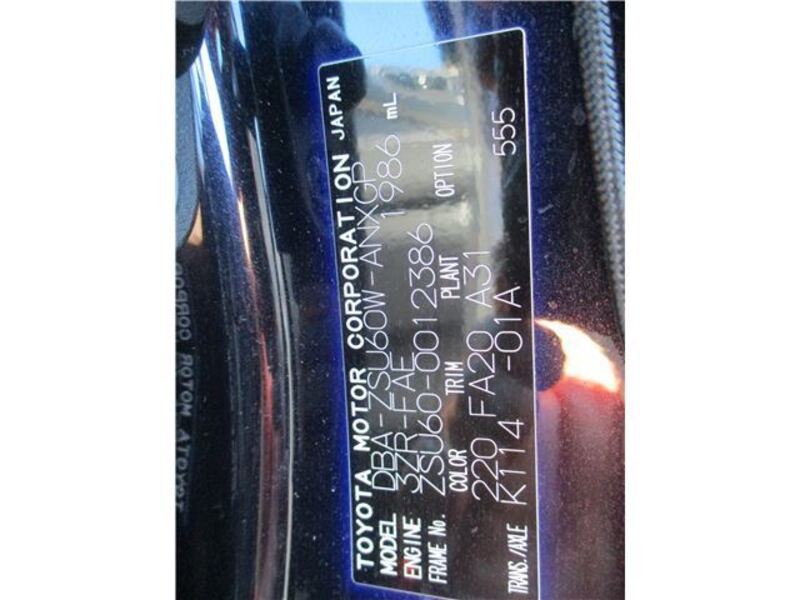 TOYOTA MOTOR CORPORATION JAPAN
MODEL DBA-ZSU60W-ANXGP
ENGINE 3ZR-FAE 1986 mL
FRAME No. ZSU60-0012386
COLOR TRIM PLANT OPTION
220 FA20 A31 555
TRANS./AXLE K114 -01A